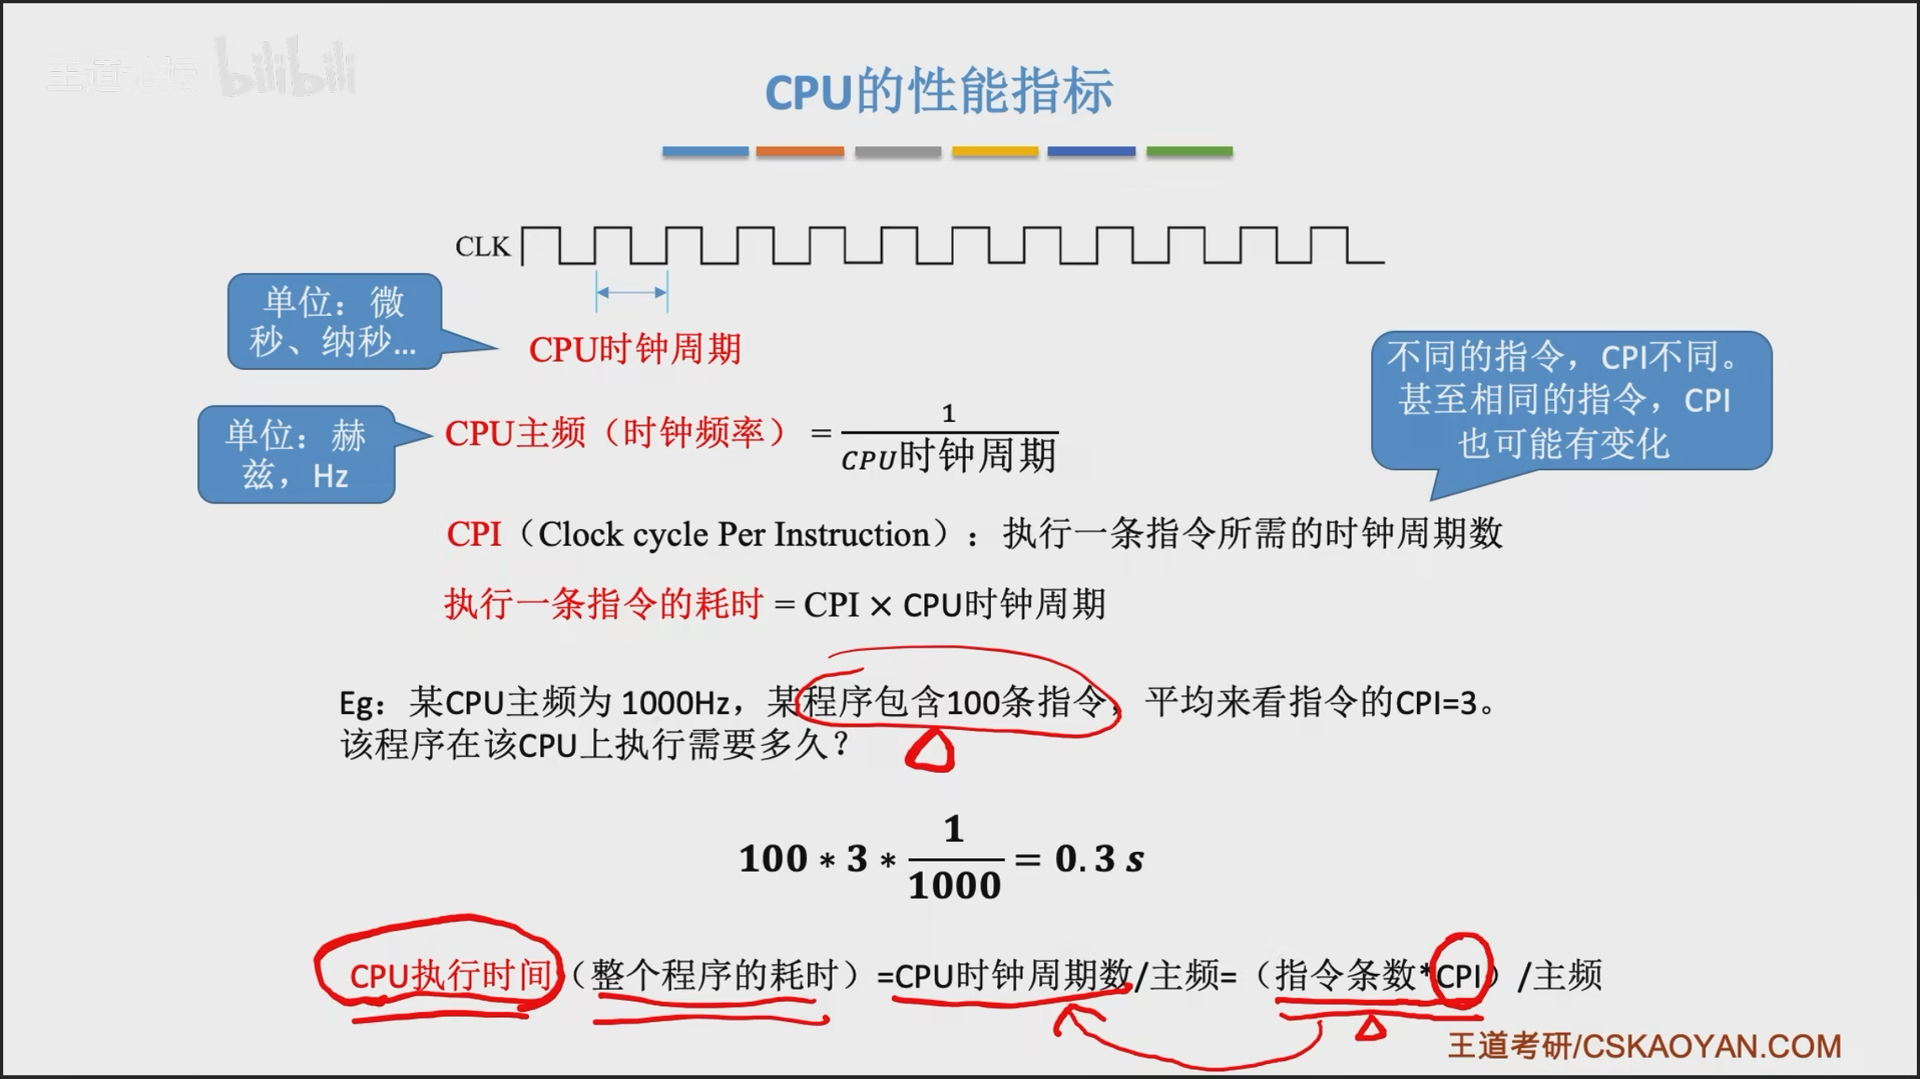 王道论坛 bilibili
CPU的性能指标
CLK
单位：微
秒、纳秒...
CPU时钟周期
不同的指令，CPI不同。
甚至相同的指令，CPI
也可能有变化
单位：赫
兹，Hz
CPU主频（时钟频率）= 1 / CPU时钟周期
CPI（Clock cycle Per Instruction）：执行一条指令所需的时钟周期数
执行一条指令的耗时 = CPI × CPU时钟周期
Eg：某CPU主频为 1000Hz，某程序包含100条指令，平均来看指令的CPI=3。
该程序在该CPU上执行需要多久？
100 * 3 * 1 / 1000 = 0.3 s
CPU执行时间（整个程序的耗时）=CPU时钟周期数/主频=（指令条数*CPI）/主频
王道考研/CSKAOYAN.COM